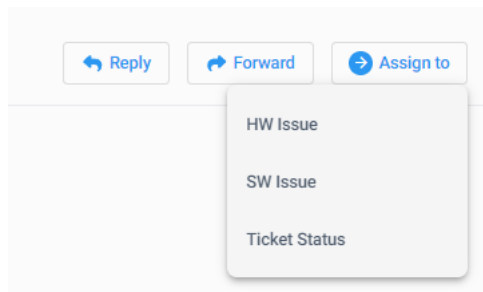 Reply
Forward
Assign to
HW Issue
SW Issue
Ticket Status